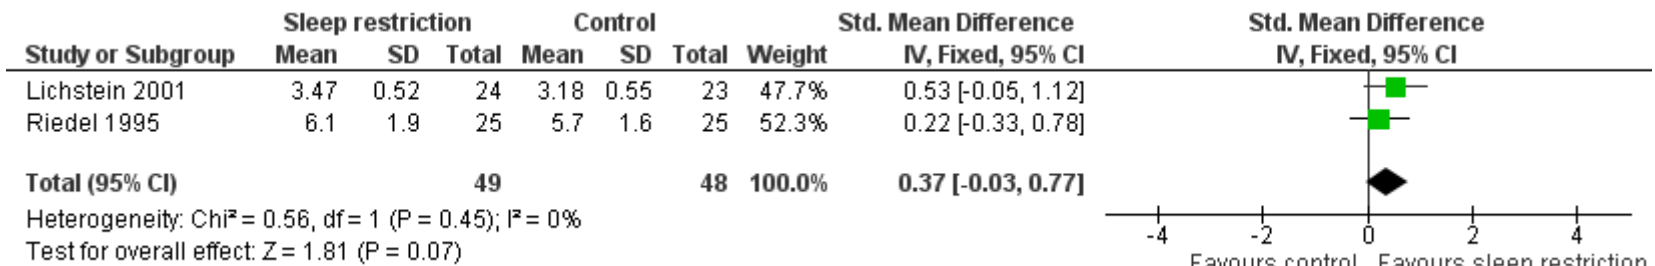 Sleep restriction Control Std. Mean Difference Std. Mean Difference
Study or Subgroup Mean SD Total Mean SD Total Weight IV, Fixed, 95% CI IV, Fixed, 95% CI
Lichstein 2001 3.47 0.52 24 3.18 0.55 23 47.7% 0.53 [-0.05, 1.12]
Riedel 1995 6.1 1.9 25 5.7 1.6 25 52.3% 0.22 [-0.33, 0.78]
Total (95% CI) 49 48 100.0% 0.37 [-0.03, 0.77]
Heterogeneity: Chi² = 0.56, df = 1 (P = 0.45); I² = 0%
Test for overall effect: Z = 1.81 (P = 0.07)
-4 -2 0 2 4
Favours control Favours sleep restriction